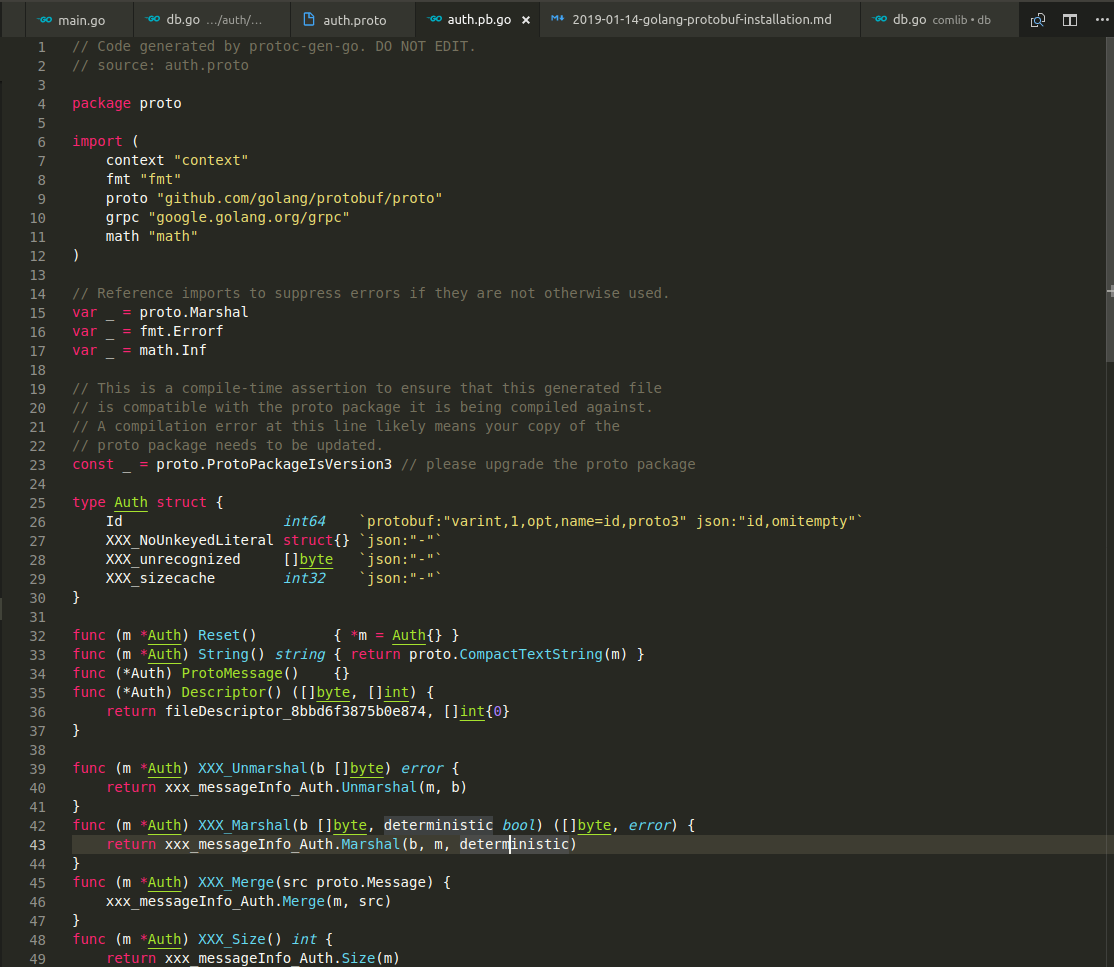 main.go db.go .../auth/... auth.proto auth.pb.go × 2019-01-14-golang-protobuf-installation.md db.go comlib • db
1 // Code generated by protoc-gen-go. DO NOT EDIT.
2 // source: auth.proto
3
4 package proto
5
6 import (
7 context "context"
8 fmt "fmt"
9 proto "github.com/golang/protobuf/proto"
10 grpc "google.golang.org/grpc"
11 math "math"
12 )
13
14 // Reference imports to suppress errors if they are not otherwise used.
15 var _ = proto.Marshal
16 var _ = fmt.Errorf
17 var _ = math.Inf
18
19 // This is a compile-time assertion to ensure that this generated file
20 // is compatible with the proto package it is being compiled against.
21 // A compilation error at this line likely means your copy of the
22 // proto package needs to be updated.
23 const _ = proto.ProtoPackageIsVersion3 // please upgrade the proto package
24
25 type Auth struct {
26 Id int64 `protobuf:"varint,1,opt,name=id,proto3" json:"id,omitempty"`
27 XXX_NoUnkeyedLiteral struct{} `json:"-"`
28 XXX_unrecognized []byte `json:"-"`
29 XXX_sizecache int32 `json:"-"`
30 }
31
32 func (m *Auth) Reset() { *m = Auth{} }
33 func (m *Auth) String() string { return proto.CompactTextString(m) }
34 func (*Auth) ProtoMessage() {}
35 func (*Auth) Descriptor() ([]byte, []int) {
36 return fileDescriptor_8bbd6f3875b0e874, []int{0}
37 }
38
39 func (m *Auth) XXX_Unmarshal(b []byte) error {
40 return xxx_messageInfo_Auth.Unmarshal(m, b)
41 }
42 func (m *Auth) XXX_Marshal(b []byte, deterministic bool) ([]byte, error) {
43 return xxx_messageInfo_Auth.Marshal(b, m, deterministic)
44 }
45 func (m *Auth) XXX_Merge(src proto.Message) {
46 xxx_messageInfo_Auth.Merge(m, src)
47 }
48 func (m *Auth) XXX_Size() int {
49 return xxx_messageInfo_Auth.Size(m)